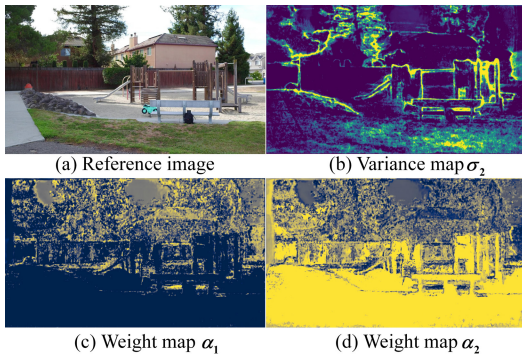 (a) Reference image
(b) Variance map σ₂
(c) Weight map α₁
(d) Weight map α₂